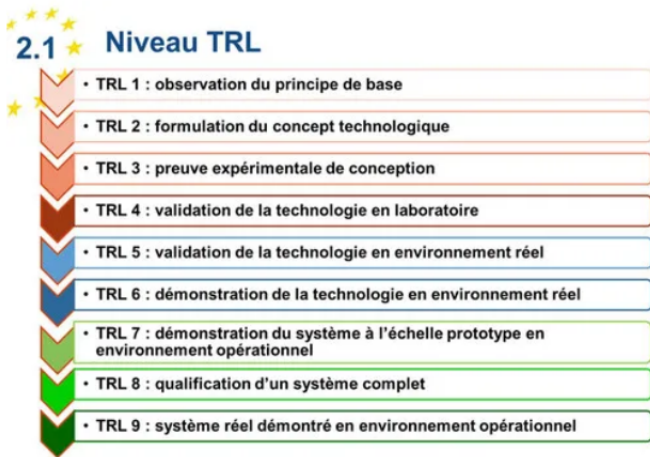 2.1 Niveau TRL
• TRL 1 : observation du principe de base
• TRL 2 : formulation du concept technologique
• TRL 3 : preuve expérimentale de conception
• TRL 4 : validation de la technologie en laboratoire
• TRL 5 : validation de la technologie en environnement réel
• TRL 6 : démonstration de la technologie en environnement réel
• TRL 7 : démonstration du système à l’échelle prototype en
environnement opérationnel
• TRL 8 : qualification d’un système complet
• TRL 9 : système réel démontré en environnement opérationnel